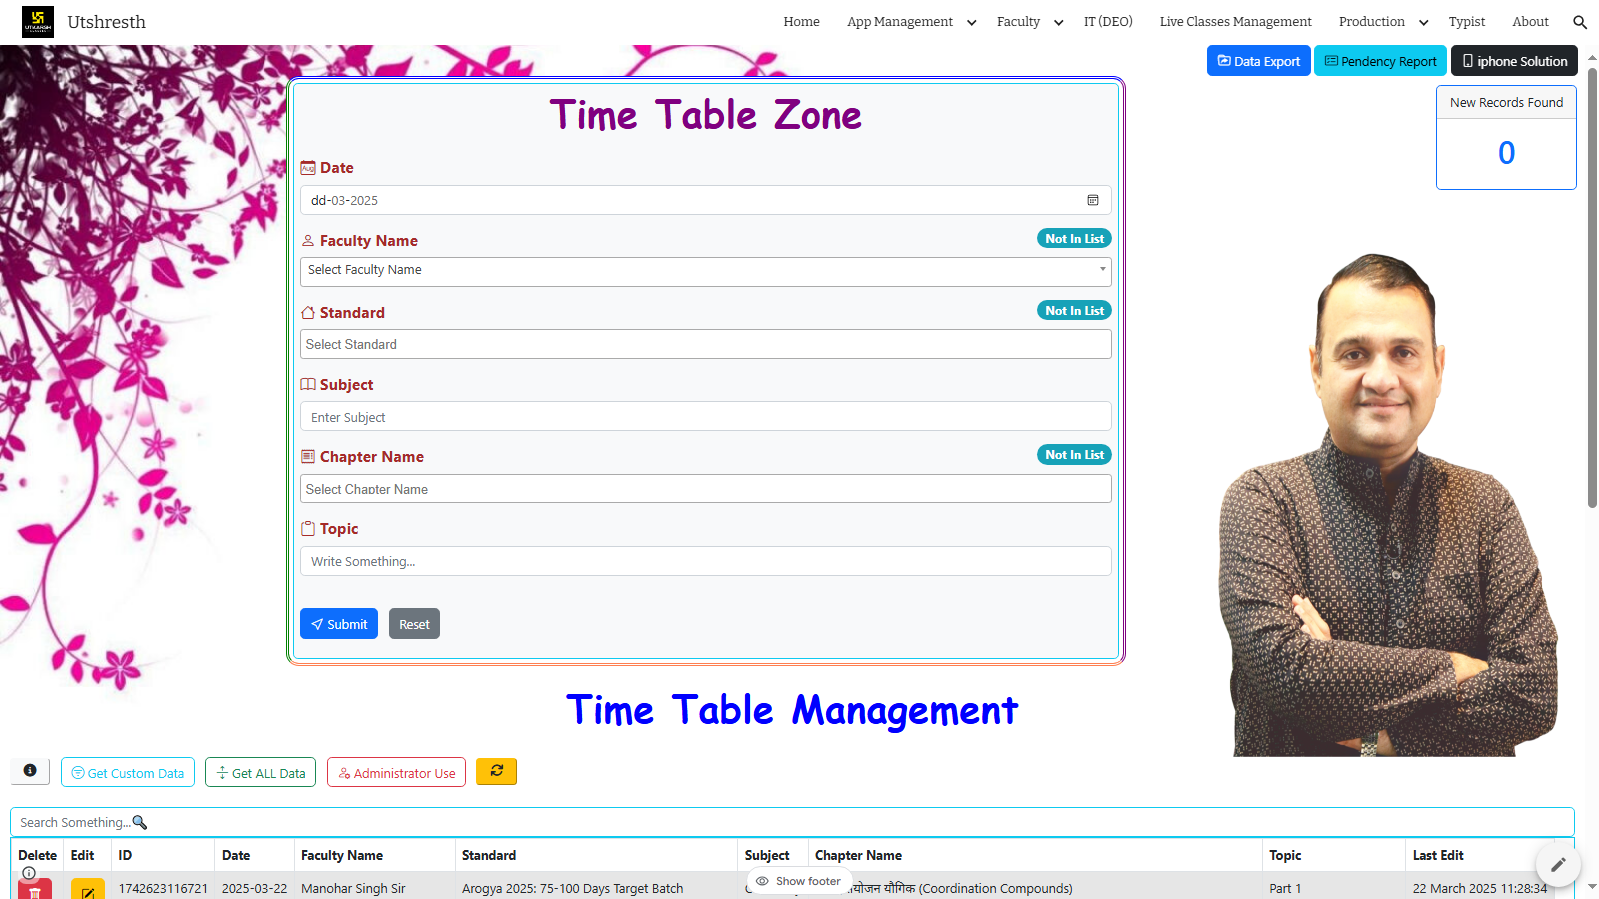 UTKARSH
CLASSES
Utshresth
Home
App Management
Faculty
IT (DEO)
Live Classes Management
Production
Typist
About
Data Export
Pendency Report
iphone Solution
New Records Found
0
Time Table Zone
Aug
Date
dd-03-2025
Faculty Name
Not In List
Select Faculty Name
Standard
Not In List
Select Standard
Subject
Enter Subject
Chapter Name
Not In List
Select Chapter Name
Topic
Write Something...
Submit
Reset
Time Table Management
Get Custom Data
Get ALL Data
Administrator Use
Search Something...🔍
Delete Edit ID Date Faculty Name Standard Subject Chapter Name Topic Last Edit
1742623116721 2025-03-22 Manohar Singh Sir Arogya 2025: 75-100 Days Target Batch यौगिक (Coordination Compounds) Part 1 22 March 2025 11:28:34
Show footer